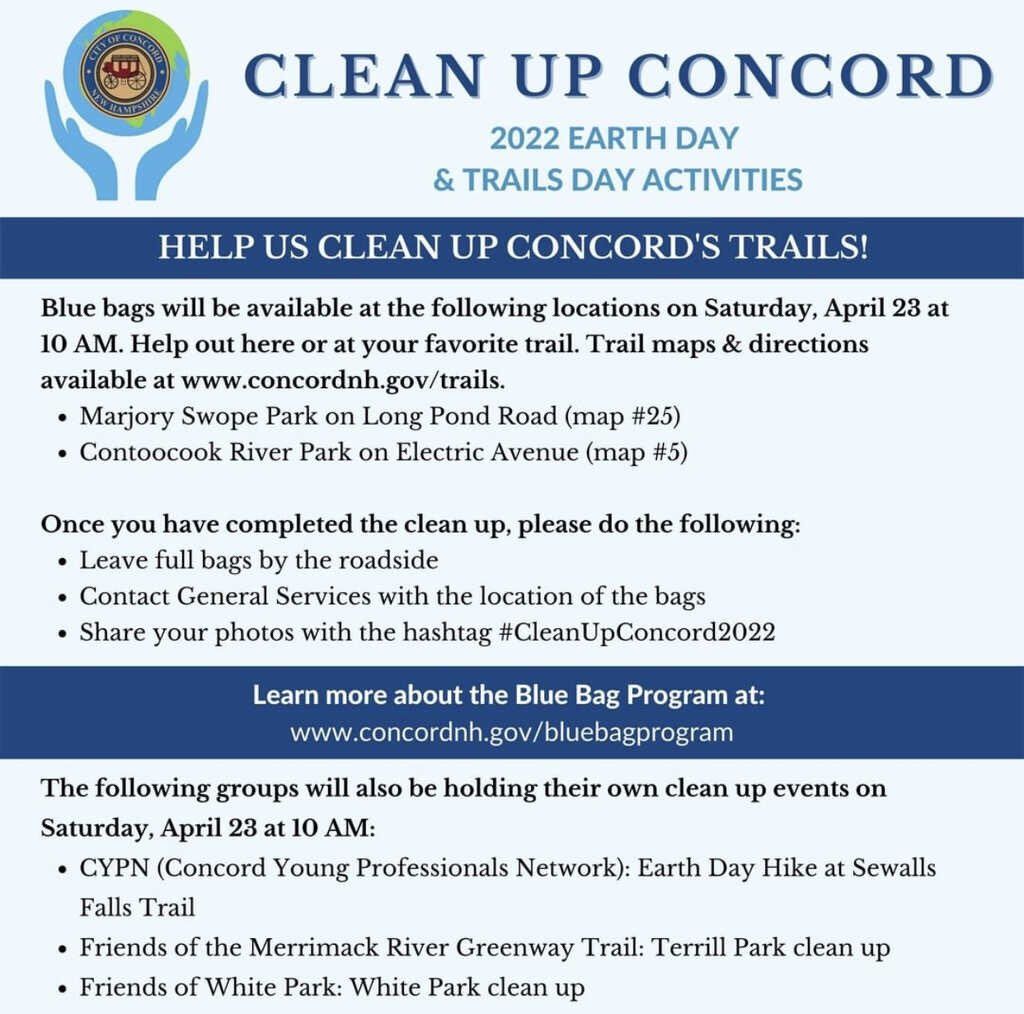 CITY OF CONCORD
NEW HAMPSHIRE
CLEAN UP CONCORD
2022 EARTH DAY
& TRAILS DAY ACTIVITIES
HELP US CLEAN UP CONCORD'S TRAILS!
Blue bags will be available at the following locations on Saturday, April 23 at
10 AM. Help out here or at your favorite trail. Trail maps & directions
available at www.concordnh.gov/trails.
• Marjory Swope Park on Long Pond Road (map #25)
• Contoocook River Park on Electric Avenue (map #5)
Once you have completed the clean up, please do the following:
• Leave full bags by the roadside
• Contact General Services with the location of the bags
• Share your photos with the hashtag #CleanUpConcord2022
Learn more about the Blue Bag Program at:
www.concordnh.gov/bluebagprogram
The following groups will also be holding their own clean up events on
Saturday, April 23 at 10 AM:
• CYPN (Concord Young Professionals Network): Earth Day Hike at Sewalls
Falls Trail
• Friends of the Merrimack River Greenway Trail: Terrill Park clean up
• Friends of White Park: White Park clean up